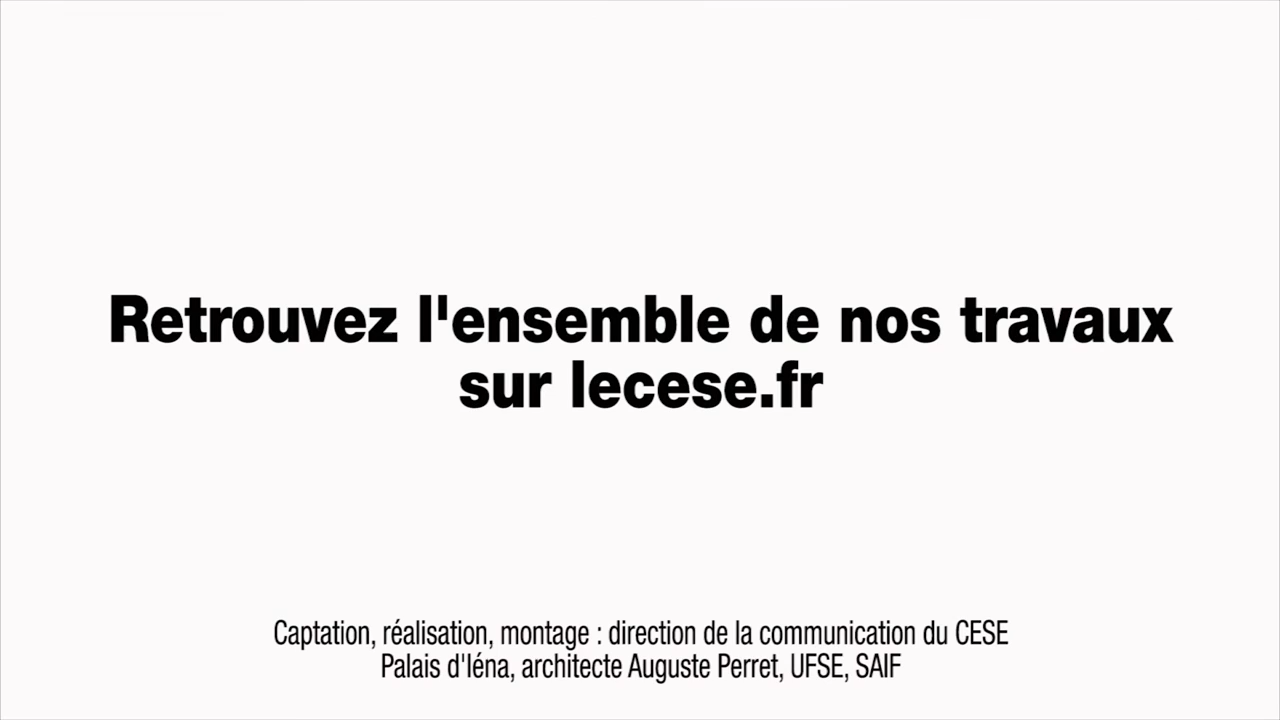 Retrouvez l'ensemble de nos travaux
sur lecese.fr
Captation, réalisation, montage : direction de la communication du CESE
Palais d'Iéna, architecte Auguste Perret, UFSE, SAIF